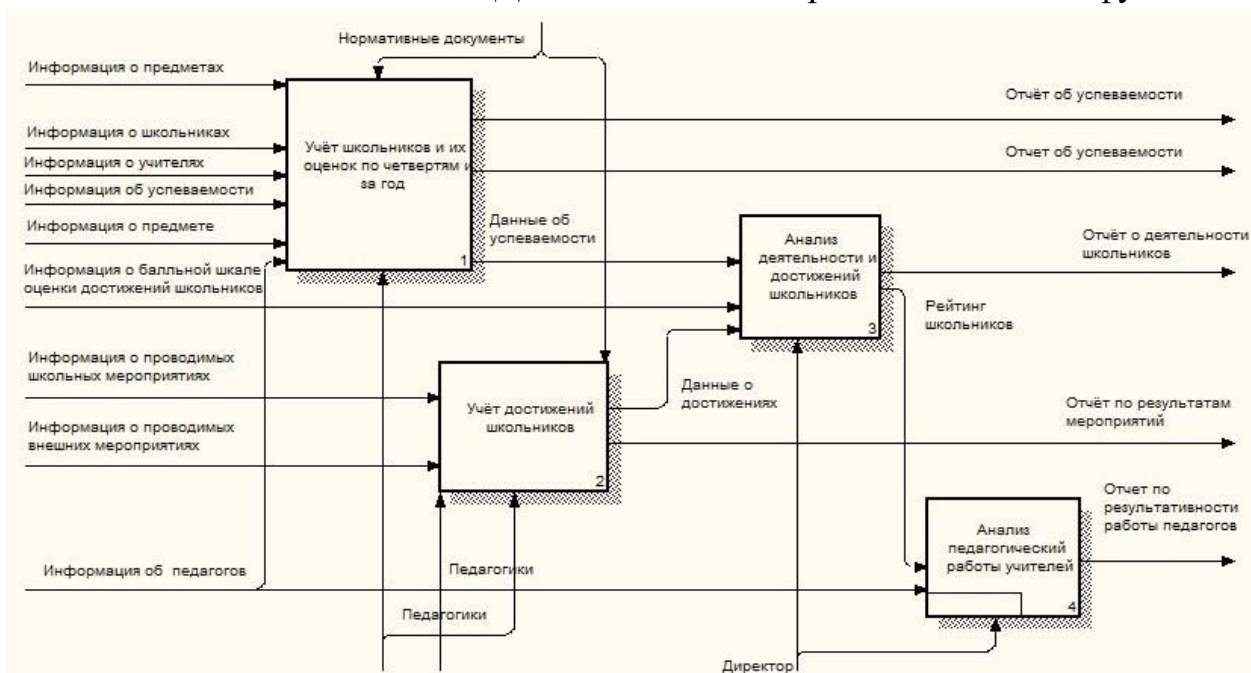 Нормативные документы
Информация о предметах
Отчёт об успеваемости
Информация о школьниках
Учёт школьников и их
оценок по четвертям и
за год
1
Информация о учителях
Отчет об успеваемости
Информация об успеваемости
Информация о предмете
Данные об
успеваемости
Анализ
деятельности и
достижений
школьников
3
Отчёт о деятельности
школьников
Информация о балльной шкале
оценки достижений школьников
Рейтинг
школьников
Информация о проводимых
школьных мероприятиях
Учёт достижений
школьников
2
Данные о
достижениях
Отчёт по результатам
мероприятий
Информация о проводимых
внешних мероприятиях
Отчет по
результативности
работы педагогов
Анализ
педагогический
работы учителей
4
Информация об педагогов
Педагогики
Педагогики
Директор